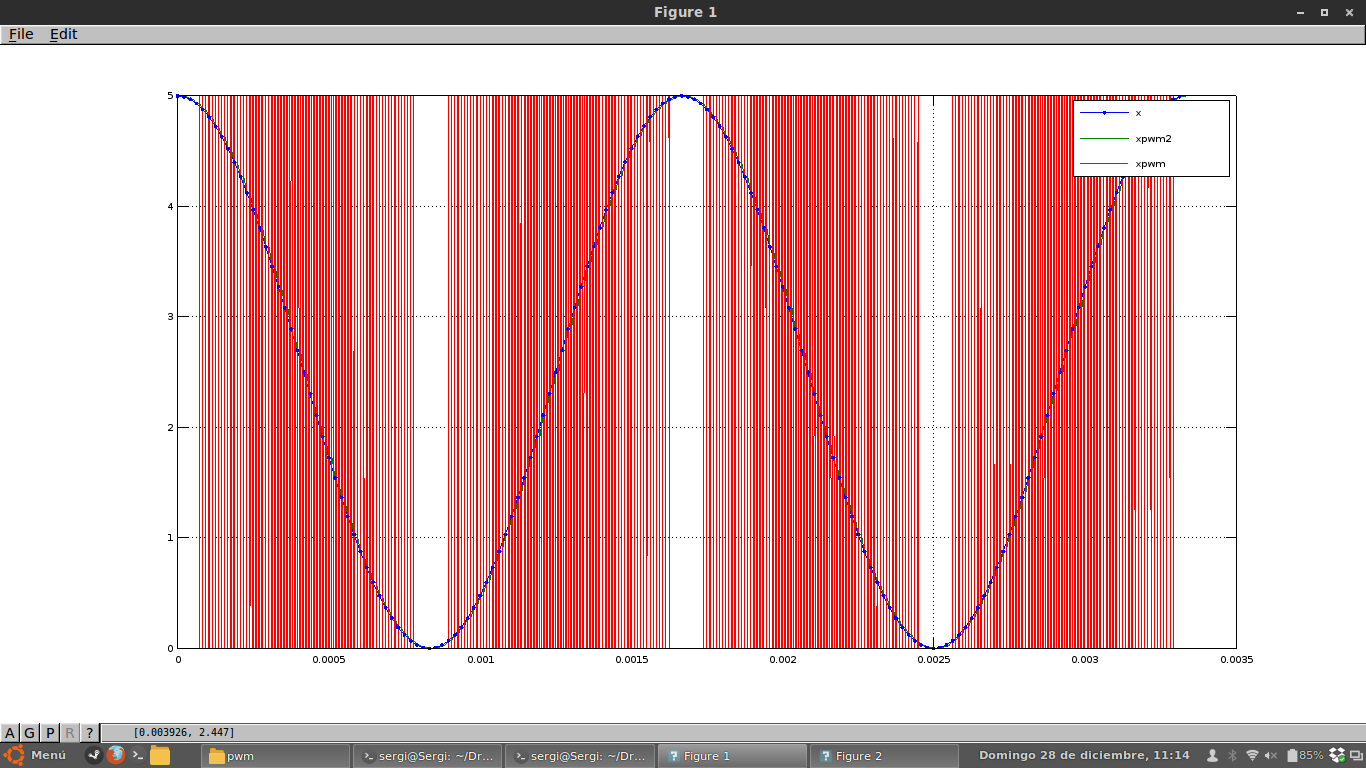 Figure 1
File Edit
5
4
3
2
1
0
x
xpwm2
xpwm
0 0.0005 0.001 0.0015 0.002 0.0025 0.003 0.0035
A G P R ? [0.003926, 2.447]
Menú pwm sergi@Sergi: ~/Dr... sergi@Sergi: ~/Dr... Figure 1 Figure 2 Domingo 28 de diciembre, 11:14 85%